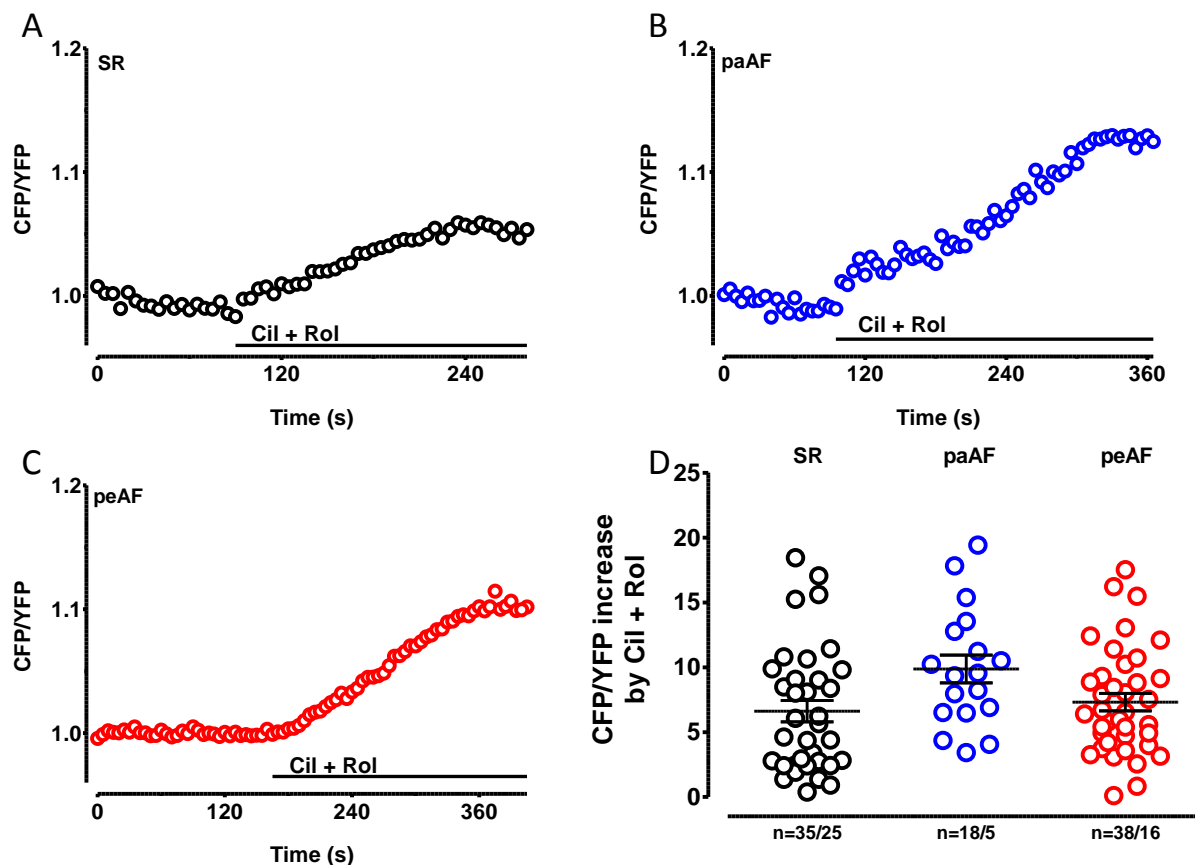 A
SR
CFP/YFP
1.2
1.1
1.0
Cil + Rol
0 120 240
Time (s)
B
paAF
CFP/YFP
1.2
1.1
1.0
Cil + Rol
0 120 240 360
Time (s)
C
peAF
CFP/YFP
1.2
1.1
1.0
Cil + Rol
0 120 240 360
Time (s)
D
SR paAF peAF
CFP/YFP increase
by Cil + Rol
25
20
15
10
5
0
n=35/25 n=18/5 n=38/16